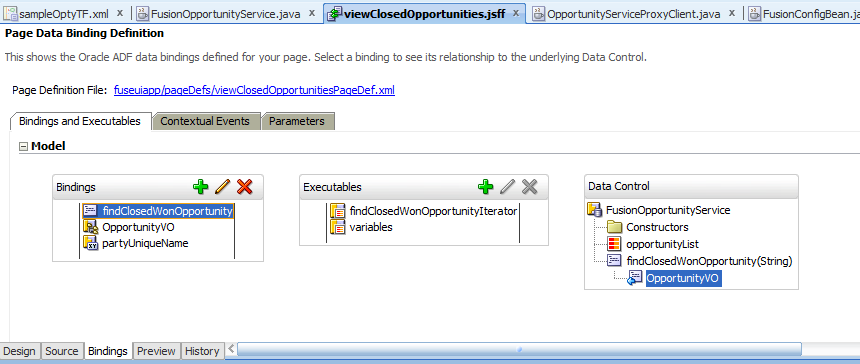 sampleOptyTF.xml x FusionOpportunityService.java x viewClosedOpportunities.jsff x OpportunityServiceProxyClient.java x FusionConfigBean.java
Page Data Binding Definition
This shows the Oracle ADF data bindings defined for your page. Select a binding to see its relationship to the underlying Data Control.
Page Definition File: fuseuiapp/pageDefs/viewClosedOpportunitiesPageDef.xml
Bindings and Executables Contextual Events Parameters
Model
Bindings
findClosedWonOpportunity
OpportunityVO
partyUniqueName
Executables
findClosedWonOpportunityIterator
variables
Data Control
FusionOpportunityService
Constructors
opportunityList
findClosedWonOpportunity(String)
OpportunityVO
Design Source Bindings Preview History